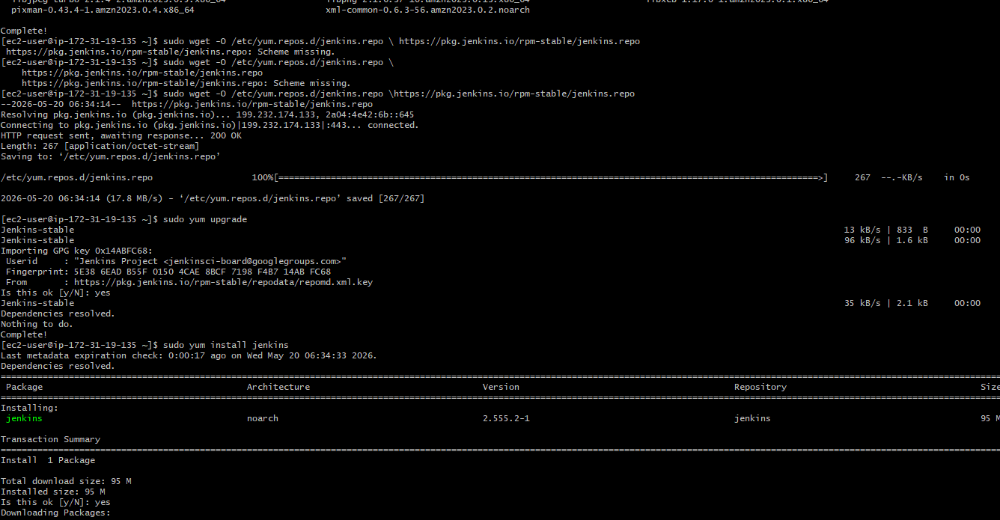 pixman-0.43.4-1.amzn2023.0.4.x86_64 xml-common-0.6.3-56.amzn2023.0.2.noarch
Complete!
[ec2-user@ip-172-31-19-135 ~]$ sudo wget -O /etc/yum.repos.d/jenkins.repo \ https://pkg.jenkins.io/rpm-stable/jenkins.repo
 https://pkg.jenkins.io/rpm-stable/jenkins.repo: Scheme missing.
[ec2-user@ip-172-31-19-135 ~]$ sudo wget -O /etc/yum.repos.d/jenkins.repo \
    https://pkg.jenkins.io/rpm-stable/jenkins.repo
    https://pkg.jenkins.io/rpm-stable/jenkins.repo: Scheme missing.
[ec2-user@ip-172-31-19-135 ~]$ sudo wget -O /etc/yum.repos.d/jenkins.repo \https://pkg.jenkins.io/rpm-stable/jenkins.repo
--2026-05-20 06:34:14--  https://pkg.jenkins.io/rpm-stable/jenkins.repo
Resolving pkg.jenkins.io (pkg.jenkins.io)... 199.232.174.133, 2a04:4e42:6b::645
Connecting to pkg.jenkins.io (pkg.jenkins.io)|199.232.174.133|:443... connected.
HTTP request sent, awaiting response... 200 OK
Length: 267 [application/octet-stream]
Saving to: ‘/etc/yum.repos.d/jenkins.repo’
/etc/yum.repos.d/jenkins.repo 100%[=======================================================================================================>] 267 --.-KB/s in 0s
2026-05-20 06:34:14 (17.8 MB/s) - ‘/etc/yum.repos.d/jenkins.repo’ saved [267/267]
[ec2-user@ip-172-31-19-135 ~]$ sudo yum upgrade
Jenkins-stable 13 kB/s | 833 B 00:00
Jenkins-stable 96 kB/s | 1.6 kB 00:00
Importing GPG key 0x14ABFC68:
 Userid     : "Jenkins Project <jenkinsci-board@googlegroups.com>"
 Fingerprint: 5E38 6EAD B55F 0150 4CAE 8BCF 7198 F4B7 14AB FC68
 From       : https://pkg.jenkins.io/rpm-stable/repodata/repomd.xml.key
Is this ok [y/N]: yes
Jenkins-stable 35 kB/s | 2.1 kB 00:00
Dependencies resolved.
Nothing to do.
Complete!
[ec2-user@ip-172-31-19-135 ~]$ sudo yum install jenkins
Last metadata expiration check: 0:00:17 ago on Wed May 20 06:34:33 2026.
Dependencies resolved.
 Package Architecture Version Repository Size
Installing:
 jenkins noarch 2.555.2-1 jenkins 95 M
Transaction Summary
Install  1 Package
Total download size: 95 M
Installed size: 95 M
Is this ok [y/N]: yes
Downloading Packages: